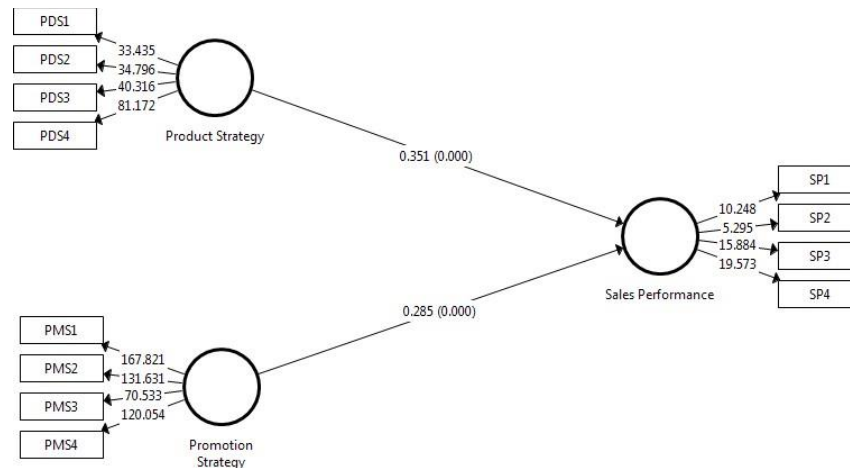 PDS1
PDS2
PDS3
PDS4
33.435
34.796
40.316
81.172
Product Strategy
0.351 (0.000)
SP1
SP2
SP3
SP4
10.248
5.295
15.884
19.573
Sales Performance
0.285 (0.000)
PMS1
PMS2
PMS3
PMS4
167.821
131.631
70.533
120.054
Promotion
Strategy